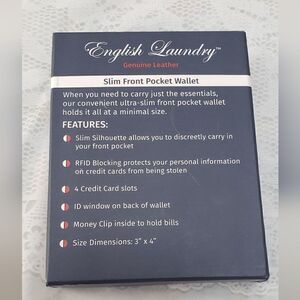 English Laundry™
Genuine Leather
Slim Front Pocket Wallet
When you need to carry just the essentials,
our convenient ultra-slim front pocket wallet
holds it all at a minimal size.
FEATURES:
Slim Silhouette allows you to discreetly carry in
your front pocket
RFID Blocking protects your personal information
on credit cards from being stolen
4 Credit Card slots
ID window on back of wallet
Money Clip inside to hold bills
Size Dimensions: 3" x 4"